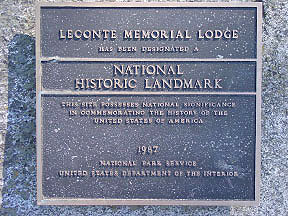 LECONTE MEMORIAL LODGE
HAS BEEN DESIGNATED A
NATIONAL
HISTORIC LANDMARK
THIS SITE POSSESSES NATIONAL SIGNIFICANCE
IN COMMEMORATING THE HISTORY OF THE
UNITED STATES OF AMERICA
1987
NATIONAL PARK SERVICE
UNITED STATES DEPARTMENT OF THE INTERIOR